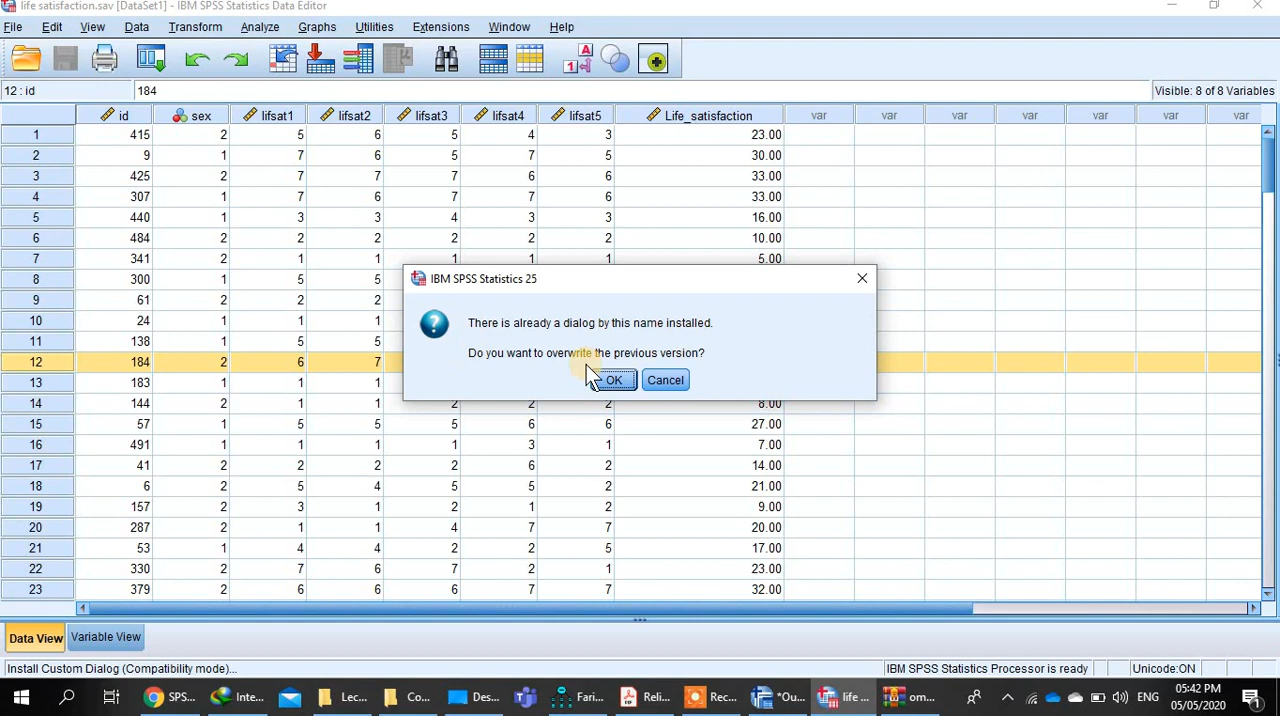 life satisfaction.sav [DataSet1] - IBM SPSS Statistics Data Editor
File Edit View Data Transform Analyze Graphs Utilities Extensions Window Help
12 : id 184 Visible: 8 of 8 Variables
id sex lifsat1 lifsat2 lifsat3 lifsat4 lifsat5 Life_satisfaction var var var var var var var
1 415 2 5 6 5 4 3 23.00
2 9 1 7 6 5 7 5 30.00
3 425 2 7 7 7 6 6 33.00
4 307 1 7 6 7 7 6 33.00
5 440 1 3 3 4 3 3 16.00
6 484 2 2 2 2 2 2 10.00
7 341 2 1 1 1 1 1 5.00
8 300 1 5 5
IBM SPSS Statistics 25
9 61 2 2 2
10 24 1 1 1
There is already a dialog by this name installed.
11 138 1 5 5
Do you want to overwrite the previous version?
12 184 2 6 7
13 183 1 1 1
OK Cancel
14 144 2 1 1 2 2 2 8.00
15 57 1 5 5 5 6 6 27.00
16 491 1 1 1 1 3 1 7.00
17 41 2 2 2 2 6 2 14.00
18 6 2 5 4 5 5 2 21.00
19 157 2 3 1 2 1 2 9.00
20 287 2 1 1 4 7 7 20.00
21 53 1 4 4 2 2 5 17.00
22 330 2 7 6 7 2 1 23.00
23 379 2 6 6 6 7 7 32.00
Data View Variable View
Install Custom Dialog (Compatibility mode)... IBM SPSS Statistics Processor is ready Unicode:ON
SPS... Inte... Lec... Co... Des... Fari... Reli... Rec... *Ou... life ... om... ENG 05:42 PM
05/05/2020